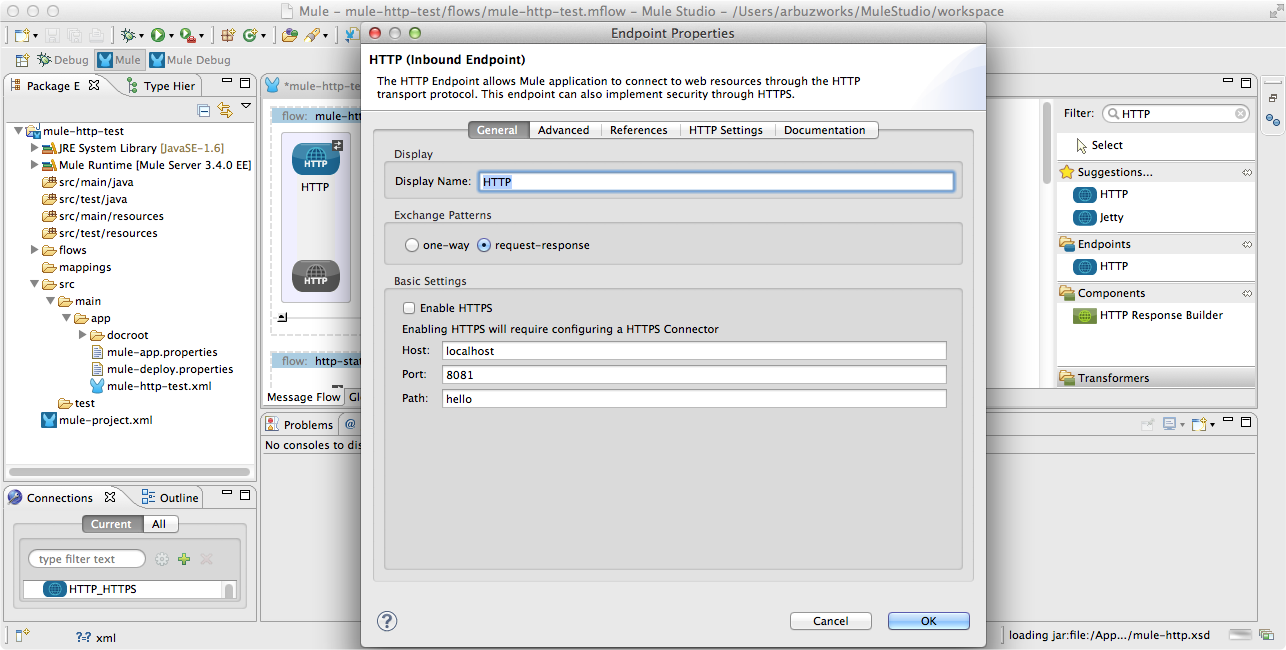 Mule – mule-http-test/flows/mule-http-test.mflow – Mule Studio – /Users/arbuzworks/MuleStudio/workspace
Debug
Mule
Mule Debug
Package E
Type Hier
mule-http-test
JRE System Library [JavaSE-1.6]
Mule Runtime [Mule Server 3.4.0 EE]
src/main/java
src/test/java
src/main/resources
src/test/resources
flows
mappings
src
main
app
docroot
mule-app.properties
mule-deploy.properties
mule-http-test.xml
test
mule-project.xml
Connections
Outline
Current
All
type filter text
HTTP_HTTPS
xml
*mule-http-te
flow: mule-htt
HTTP
HTTP
HTTP
flow: http-stat
Message Flow
Gl
Problems
@
No consoles to dis
Endpoint Properties
HTTP (Inbound Endpoint)
The HTTP Endpoint allows Mule application to connect to web resources through the HTTP
transport protocol. This endpoint can also implement security through HTTPS.
General
Advanced
References
HTTP Settings
Documentation
Display
Display Name: HTTP
Exchange Patterns
one-way
request-response
Basic Settings
Enable HTTPS
Enabling HTTPS will require configuring a HTTPS Connector
Host: localhost
Port: 8081
Path: hello
?
Cancel
OK
Filter: HTTP
Select
Suggestions...
HTTP
Jetty
Endpoints
HTTP
Components
HTTP Response Builder
Transformers
loading jar:file:/App.../mule-http.xsd